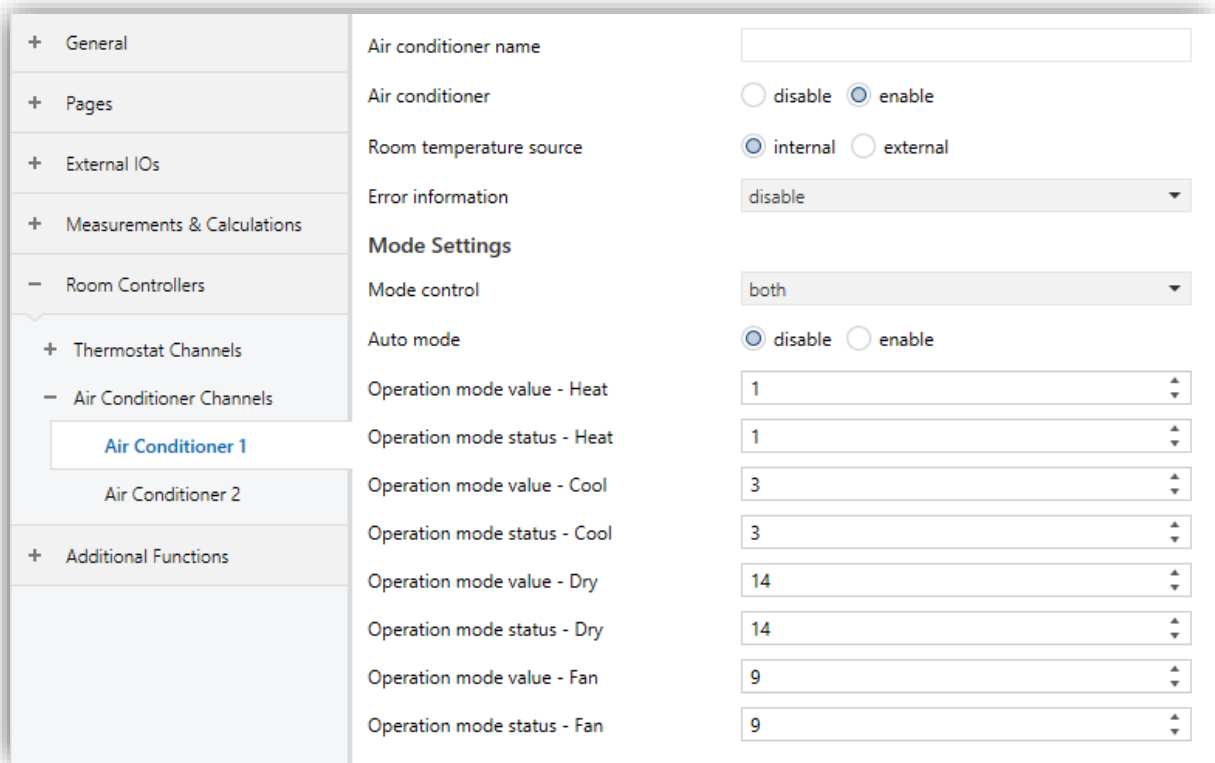 General
Pages
External IOs
Measurements & Calculations
Room Controllers
Thermostat Channels
Air Conditioner Channels
Air Conditioner 1
Air Conditioner 2
Additional Functions
Air conditioner name
Air conditioner disable enable
Room temperature source internal external
Error information disable
Mode Settings
Mode control both
Auto mode disable enable
Operation mode value - Heat 1
Operation mode status - Heat 1
Operation mode value - Cool 3
Operation mode status - Cool 3
Operation mode value - Dry 14
Operation mode status - Dry 14
Operation mode value - Fan 9
Operation mode status - Fan 9